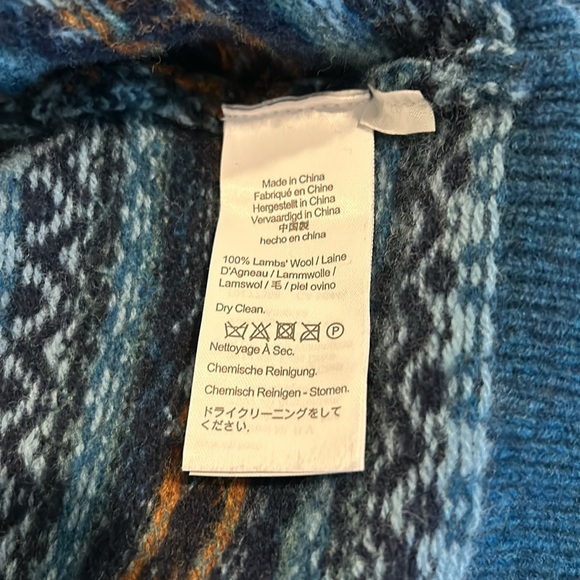 Made in China
Fabriqué en Chine
Hergestellt in China
Vervaardigd in China
中国製
hecho en china
100% Lambs' Wool / Laine
D'Agneau / Lammwolle /
Lamswol / 毛 / piel ovino
Dry Clean.
P
Nettoyage À Sec.
Chemische Reinigung.
Chemisch Reinigen - Stomen.
ドライクリーニングをして
ください.